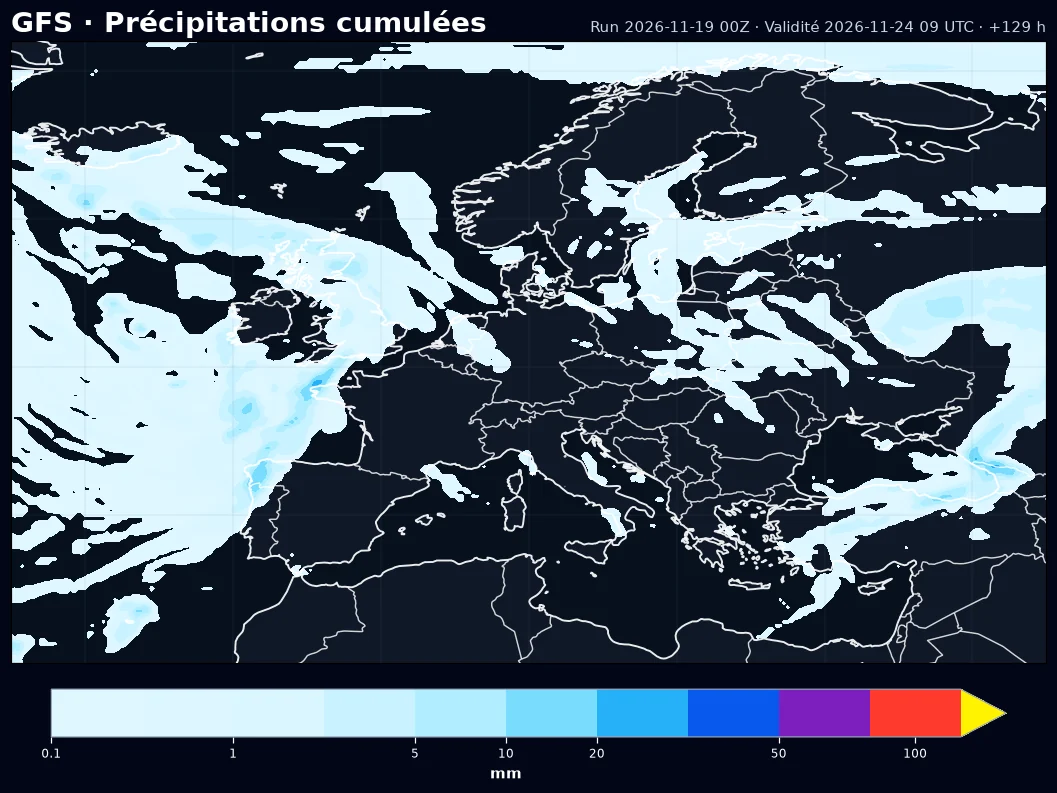 GFS · Précipitations cumulées
Run 2026-11-19 00Z · Validité 2026-11-24 09 UTC · +129 h
0.1 1 5 10 20 50 100
mm